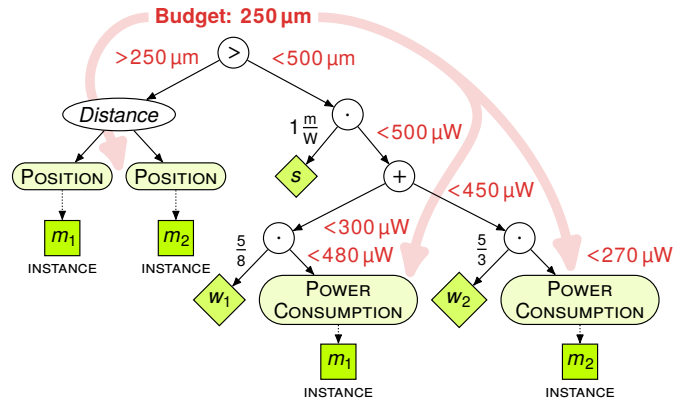 Budget: 250 µm
>250 µm > <500 µm
Distance ·
1 m/W <500 µW
POSITION POSITION s +
<450 µW
m1 m2 <300 µW
INSTANCE INSTANCE
5/8 · <480 µW 5/3 · <270 µW
w1 POWER CONSUMPTION w2 POWER CONSUMPTION
m1 m2
INSTANCE INSTANCE